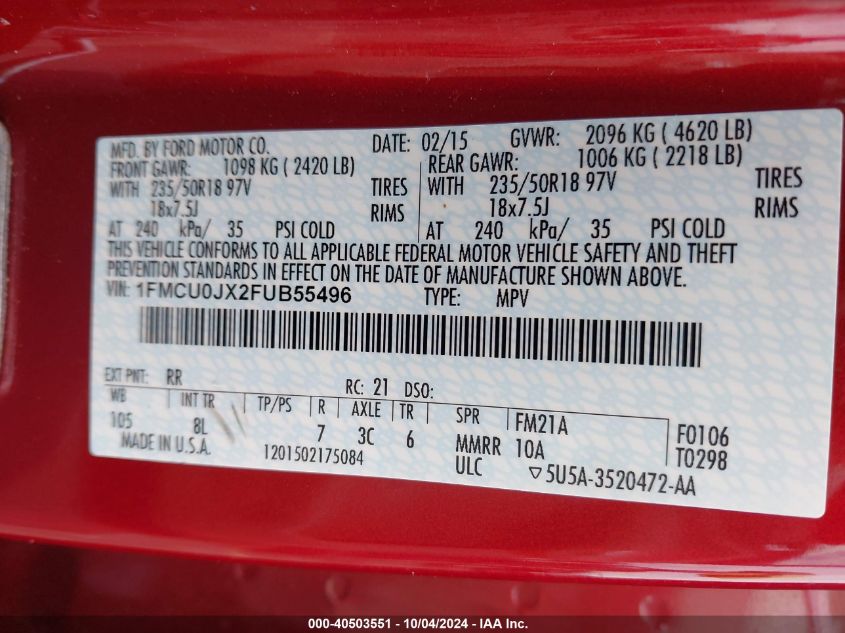 MFD. BY FORD MOTOR CO. DATE: 02/15 GVWR: 2096 KG ( 4620 LB)
FRONT GAWR: 1098 KG ( 2420 LB) REAR GAWR: 1006 KG ( 2218 LB)
WITH 235/50R18 97V TIRES WITH 235/50R18 97V TIRES
18x7.5J RIMS 18x7.5J RIMS
AT 240 kPa/ 35 PSI COLD AT 240 kPa/ 35 PSI COLD
THIS VEHICLE CONFORMS TO ALL APPLICABLE FEDERAL MOTOR VEHICLE SAFETY AND THEFT
PREVENTION STANDARDS IN EFFECT ON THE DATE OF MANUFACTURE SHOWN ABOVE.
VIN: 1FMCU0JX2FUB55496 TYPE: MPV
EXT PNT: RR RC: 21 DSO:
WB INT TR TP/PS R AXLE TR SPR FM21A F0106
105 8L 7 3C 6 MMRR 10A T0298
MADE IN U.S.A. 1201502175084 ULC ▽5U5A-3520472-AA
000-40503551 - 10/04/2024 - IAA Inc.